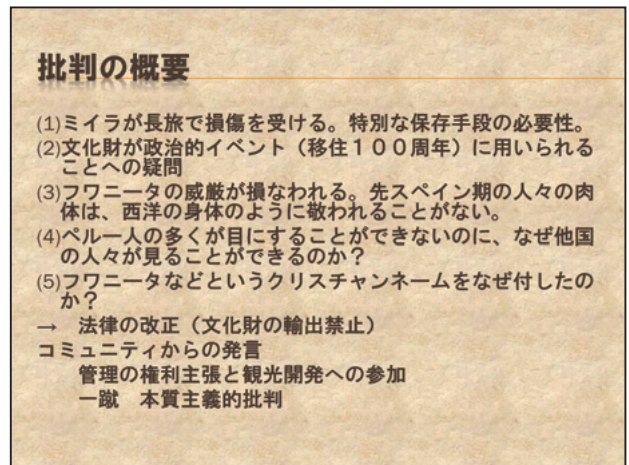 批判の概要
(1)ミイラが長旅で損傷を受ける。特別な保存手段の必要性。
(2)文化財が政治的イベント（移住１００周年）に用いられる
ことへの疑問
(3)フワニータの威厳が損なわれる。先スペイン期の人々の肉
体は、西洋の身体のように敬われることがない。
(4)ペルー人の多くが目にすることができないのに、なぜ他国
の人々が見ることができるのか？
(5)フワニータなどというクリスチャンネームをなぜ付したの
か？
→　法律の改正（文化財の輸出禁止）
コミュニティからの発言
管理の権利主張と観光開発への参加
一蹴　本質主義的批判